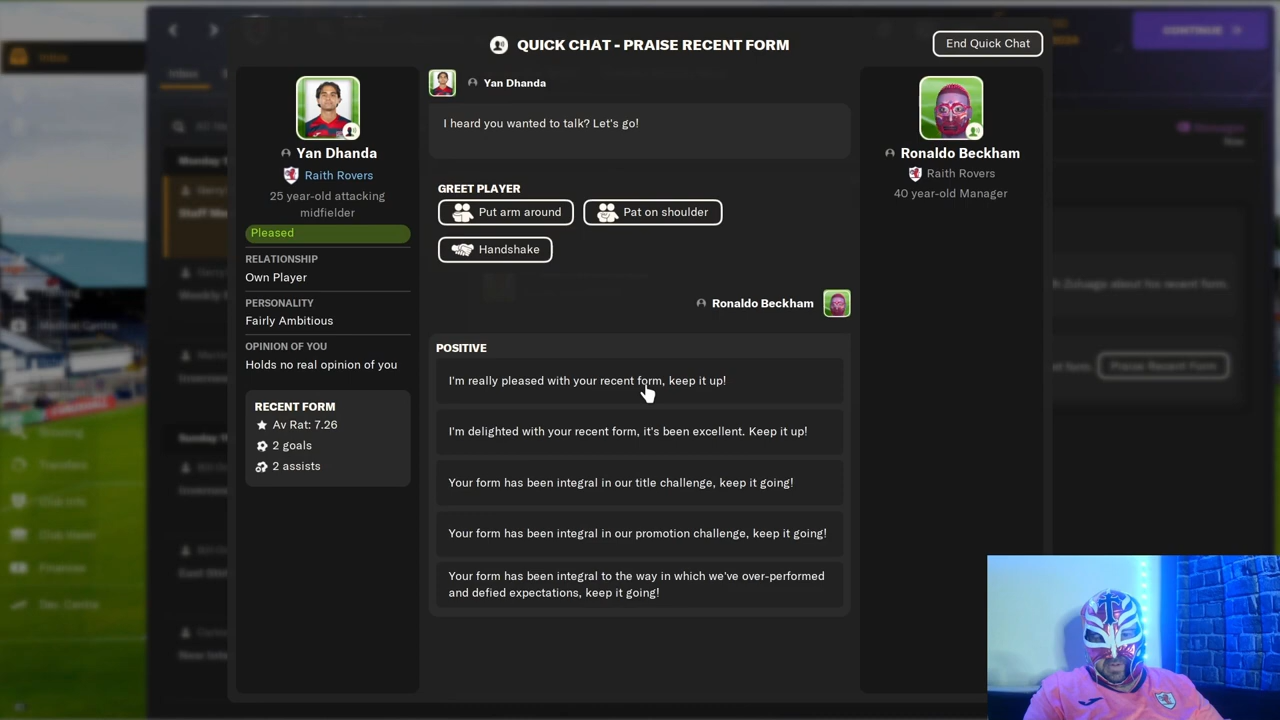 QUICK CHAT - PRAISE RECENT FORM
End Quick Chat
CONTINUE
Yan Dhanda
Raith Rovers
25 year-old attacking
midfielder
Pleased
RELATIONSHIP
Own Player
PERSONALITY
Fairly Ambitious
OPINION OF YOU
Holds no real opinion of you
RECENT FORM
Av Rat: 7.26
2 goals
2 assists
Yan Dhanda
I heard you wanted to talk? Let's go!
GREET PLAYER
Put arm around
Pat on shoulder
Handshake
Ronaldo Beckham
POSITIVE
I'm really pleased with your recent form, keep it up!
I'm delighted with your recent form, it's been excellent. Keep it up!
Your form has been integral in our title challenge, keep it going!
Your form has been integral in our promotion challenge, keep it going!
Your form has been integral to the way in which we've over-performed
and defied expectations, keep it going!
Ronaldo Beckham
Raith Rovers
40 year-old Manager
Praise Recent Form